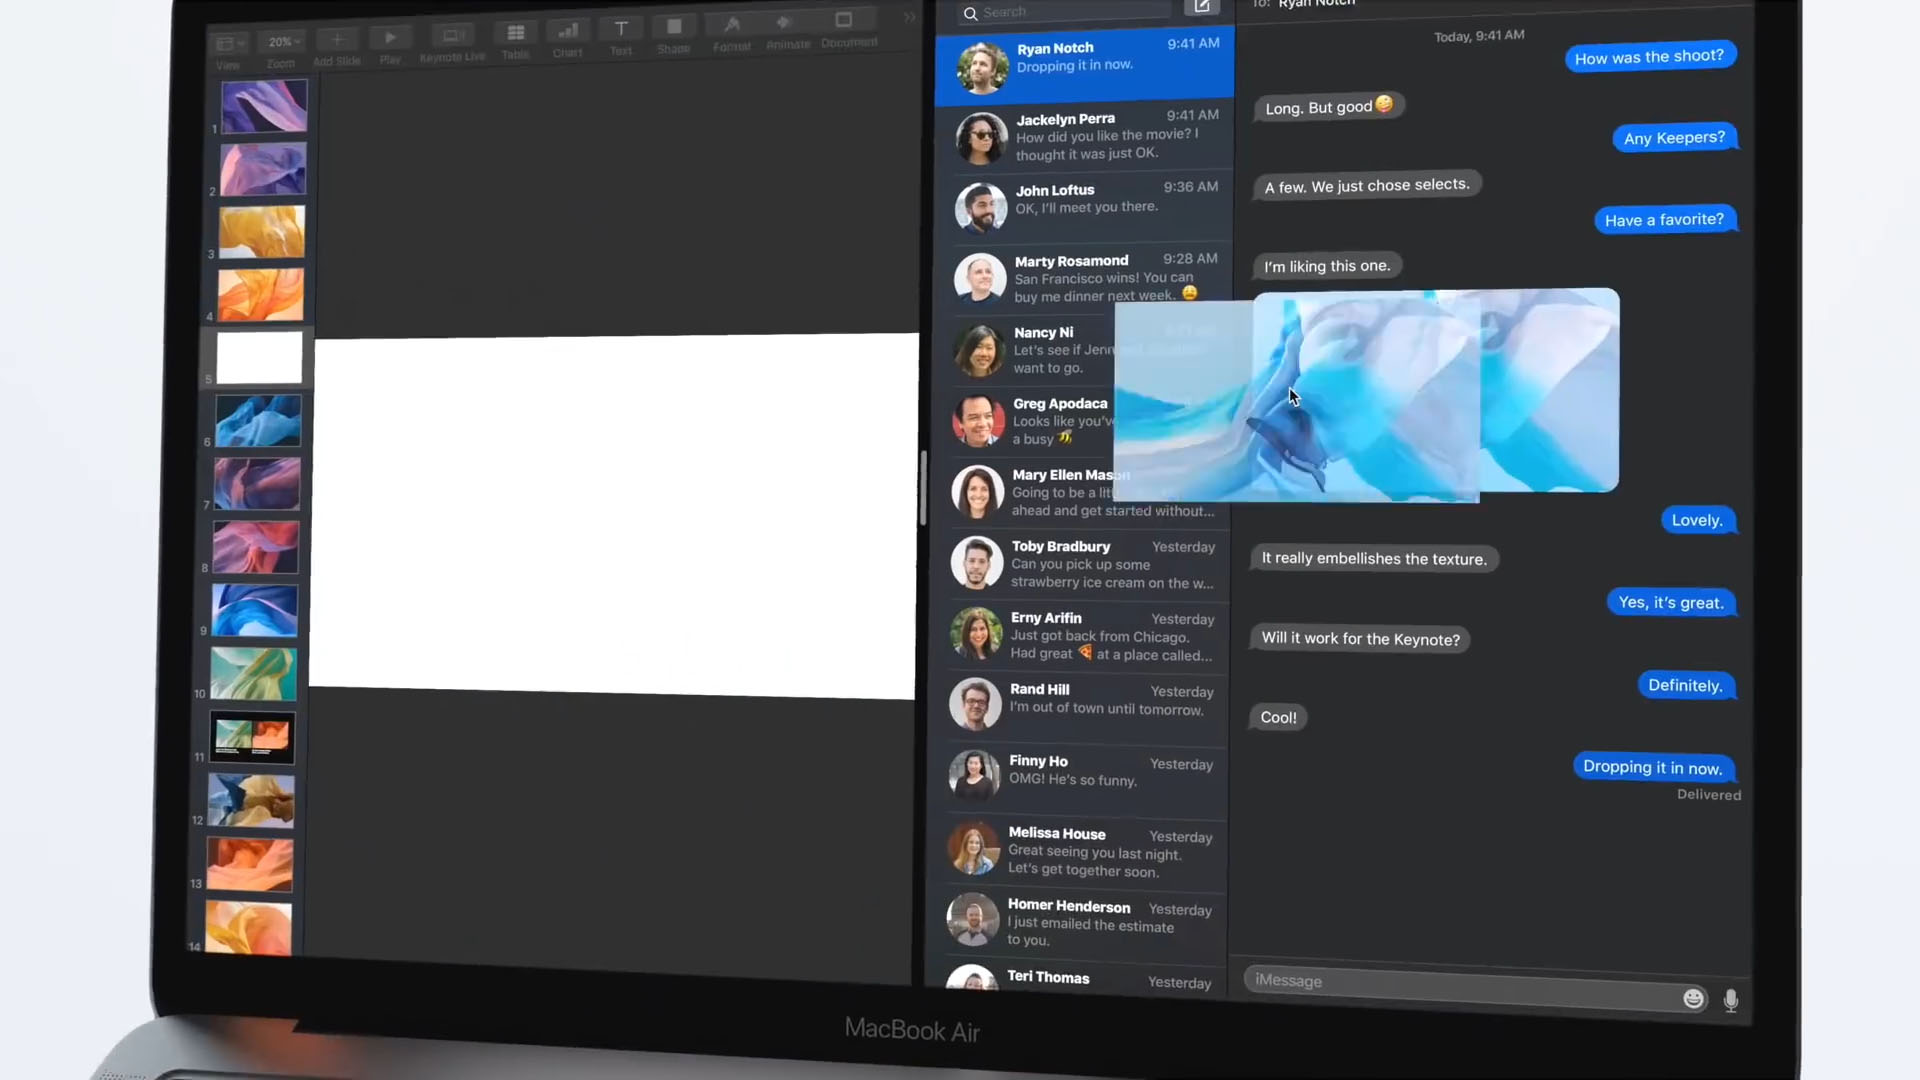 View
20%
Zoom
Add Slide
Play
Keynote Live
Table
Chart
T
Text
Shape
Format
Animate
Document
1
2
3
4
5
6
7
8
9
10
11
12
13
14
Search
Ryan Notch 9:41 AM
Dropping it in now.
Jackelyn Perra 9:41 AM
How did you like the movie? I
thought it was just OK.
John Loftus 9:36 AM
OK, I'll meet you there.
Marty Rosamond 9:28 AM
San Francisco wins! You can
buy me dinner next week. 😩
Nancy Ni
Let's see if Jenn
want to go.
Greg Apodaca
Looks like you've
a busy 🐝
Mary Ellen Mason
Going to be a litt
ahead and get started without...
Toby Bradbury Yesterday
Can you pick up some
strawberry ice cream on the w...
Erny Arifin Yesterday
Just got back from Chicago.
Had great 🍕 at a place called...
Rand Hill Yesterday
I'm out of town until tomorrow.
Finny Ho Yesterday
OMG! He's so funny.
Melissa House Yesterday
Great seeing you last night.
Let's get together soon.
Homer Henderson Yesterday
I just emailed the estimate
to you.
Teri Thomas Yesterday
To: Ryan Notch
Today, 9:41 AM
How was the shoot?
Long. But good🤪
Any Keepers?
A few. We just chose selects.
Have a favorite?
I'm liking this one.
Lovely.
It really embellishes the texture.
Yes, it's great.
Will it work for the Keynote?
Definitely.
Cool!
Dropping it in now.
Delivered
iMessage
MacBook Air